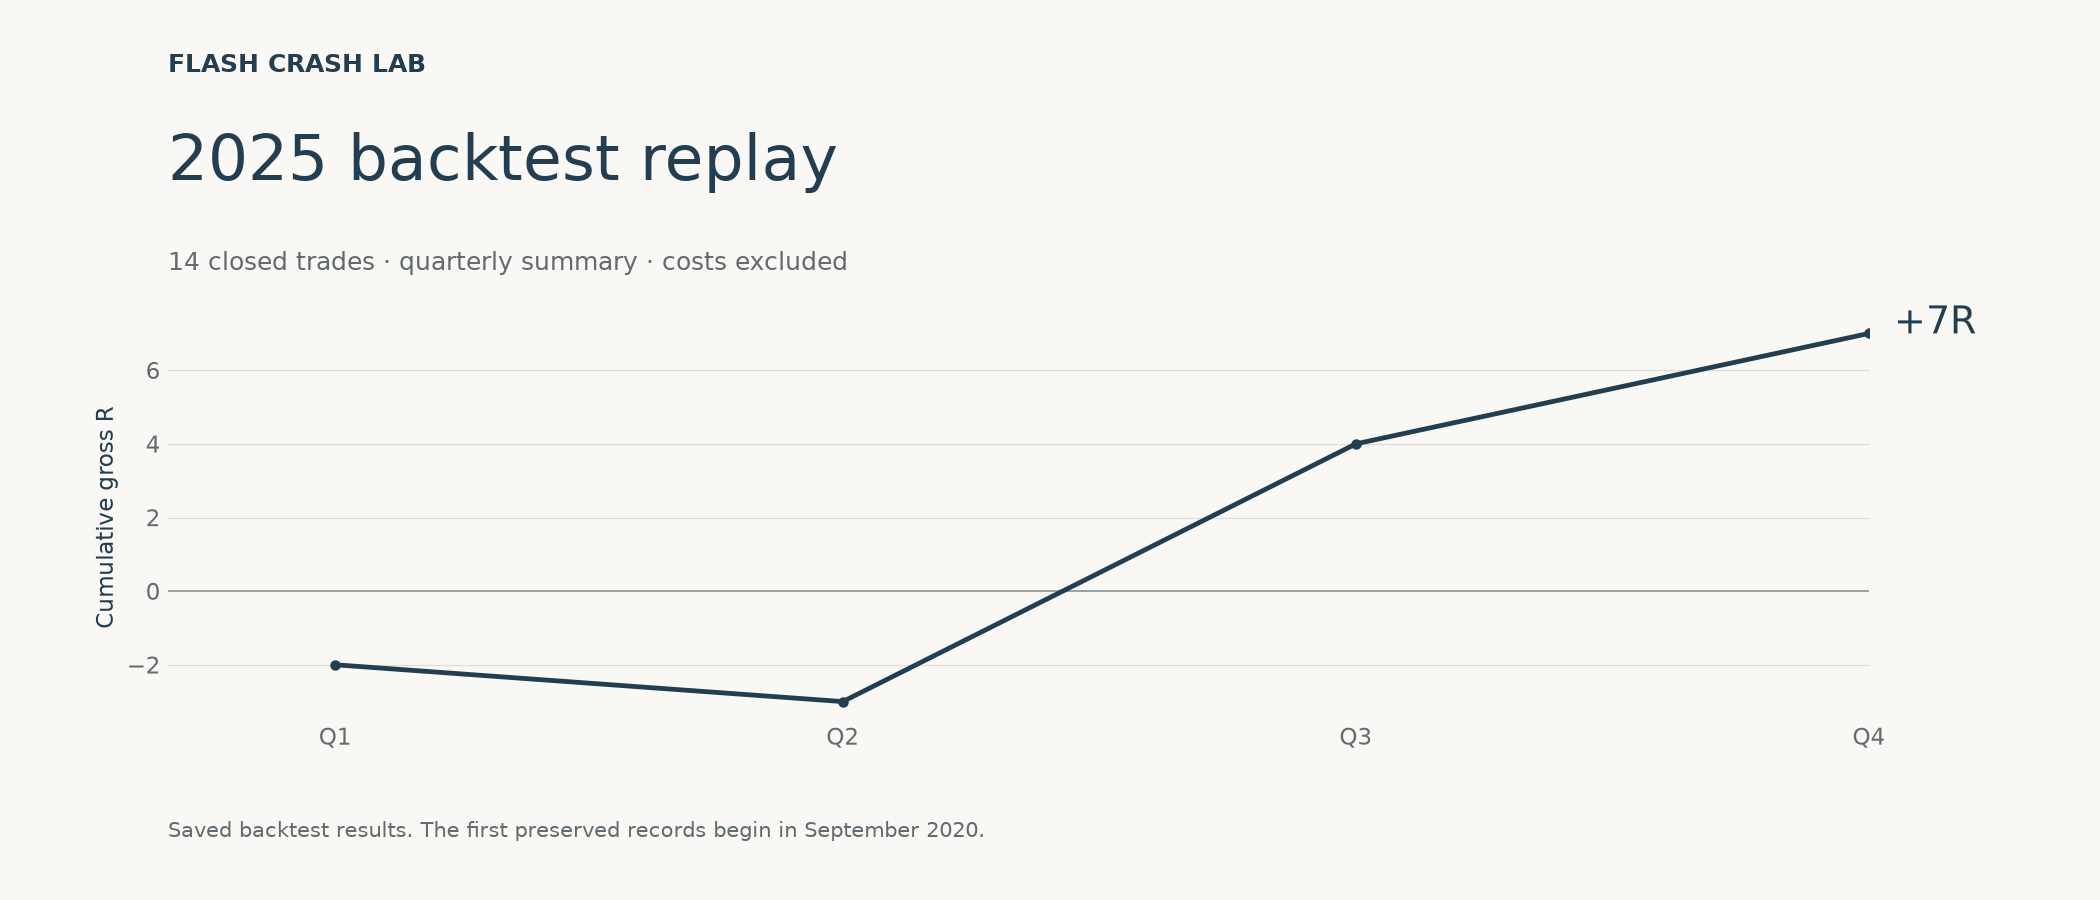 FLASH CRASH LAB
2025 backtest replay
14 closed trades · quarterly summary · costs excluded
+7R
6
4
2
0
−2
Cumulative gross R
Q1 Q2 Q3 Q4
Saved backtest results. The first preserved records begin in September 2020.